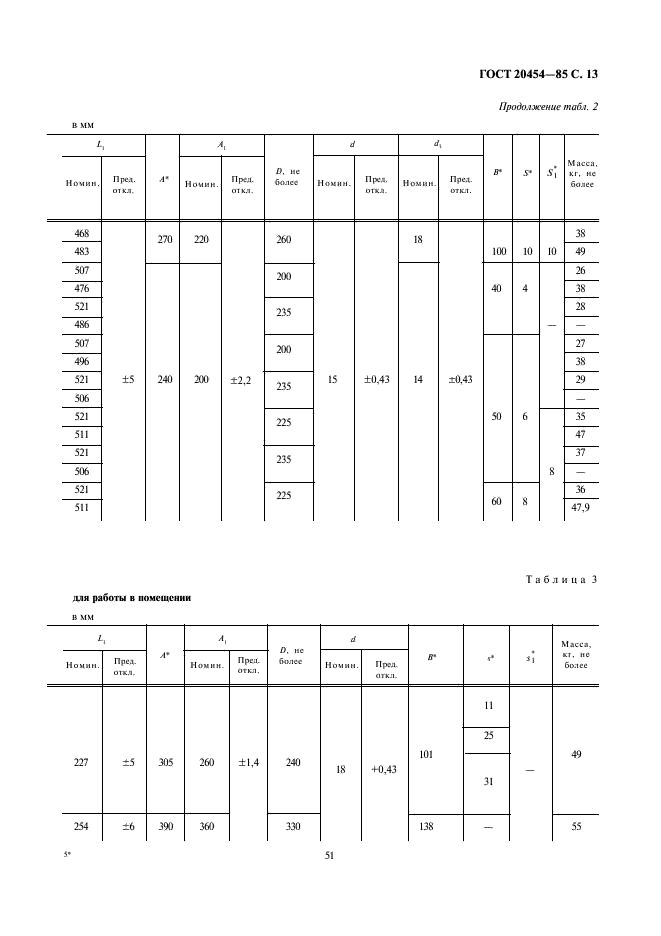 ГОСТ 20454—85 С. 13
Продолжение табл. 2
в мм
L1 A* A1 D, не более d d1 B* S* S*1 Масса, кг, не более
Номин. Пред. откл. Номин. Пред. откл. Номин. Пред. откл. Номин. Пред. откл.
468 270 220 260 18 38
483 100 10 10 49
507 200 26
476 40 4 38
521 235 28
486 — —
507 200 27
496 38
521 ±5 240 200 ±2,2 235 15 ±0,43 14 ±0,43 29
506 —
521 225 50 6 35
511 47
521 235 37
506 8 —
521 225 60 8 36
511 47,9
Таблица 3
для работы в помещении
в мм
L1 A* A1 D, не более d B* s* s*1 Масса, кг, не более
Номин. Пред. откл. Номин. Пред. откл. Номин. Пред. откл.
11
25
227 ±5 305 260 ±1,4 240 18 +0,43 101 — 49
31
254 ±6 390 360 330 138 — 55
5* 51